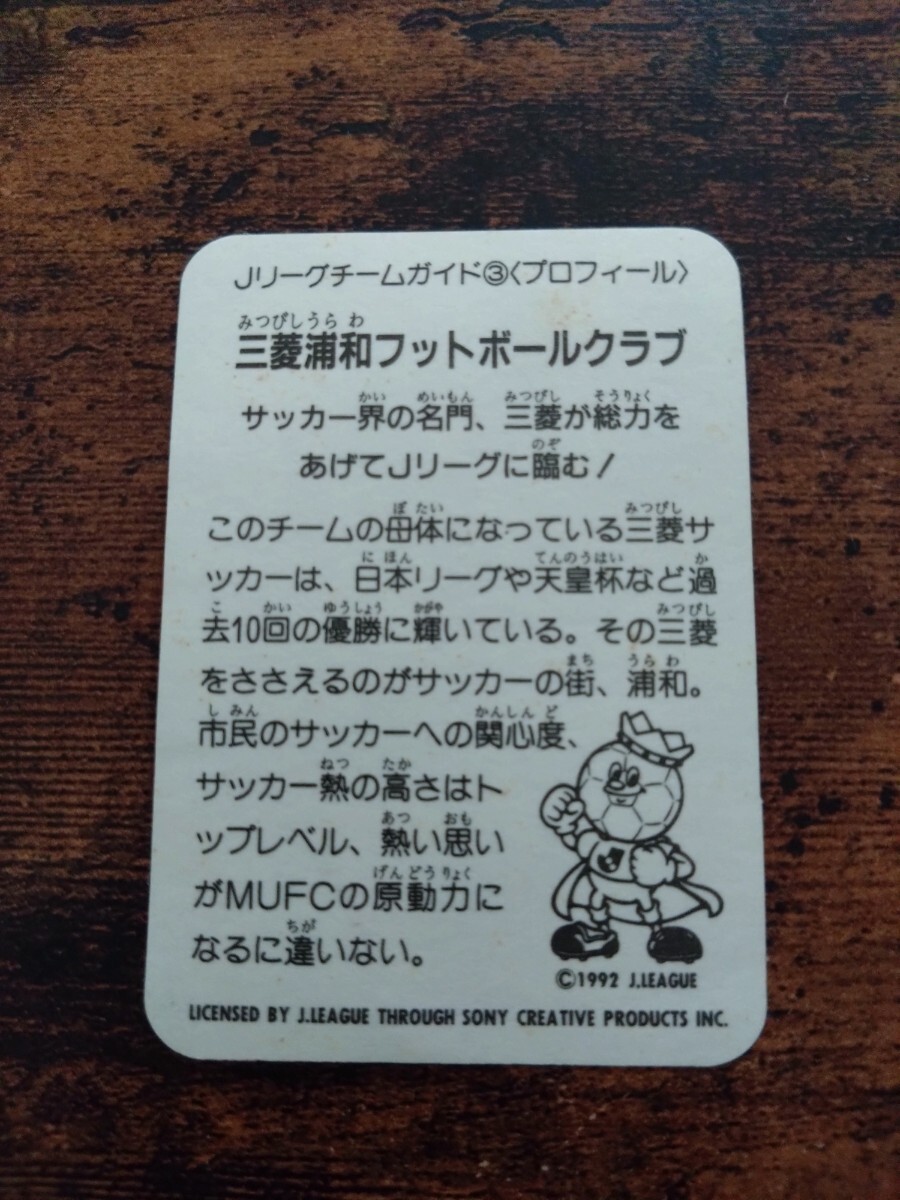 Jリーグチームガイド③〈プロフィール〉
みつびしうらわ
三菱浦和フットボールクラブ
かい めいもん みつびし そうりょく
サッカー界の名門、三菱が総力を
のぞ
あげてJリーグに臨む!
ぼたい みつびし
このチームの母体になっている三菱サ
にほん てんのうはい か
ッカーは、日本リーグや天皇杯など過
こ かい ゆうしょう かがや みつびし
去10回の優勝に輝いている。その三菱
まち うらわ
をささえるのがサッカーの街、浦和。
しみん かんしんど
市民のサッカーへの関心度、
ねつ たか
サッカー熱の高さはト
あつ おも
ップレベル、熱い思い
げんどうりょく
がMUFCの原動力に
ちが
なるに違いない。
©1992 J.LEAGUE
LICENSED BY J.LEAGUE THROUGH SONY CREATIVE PRODUCTS INC.